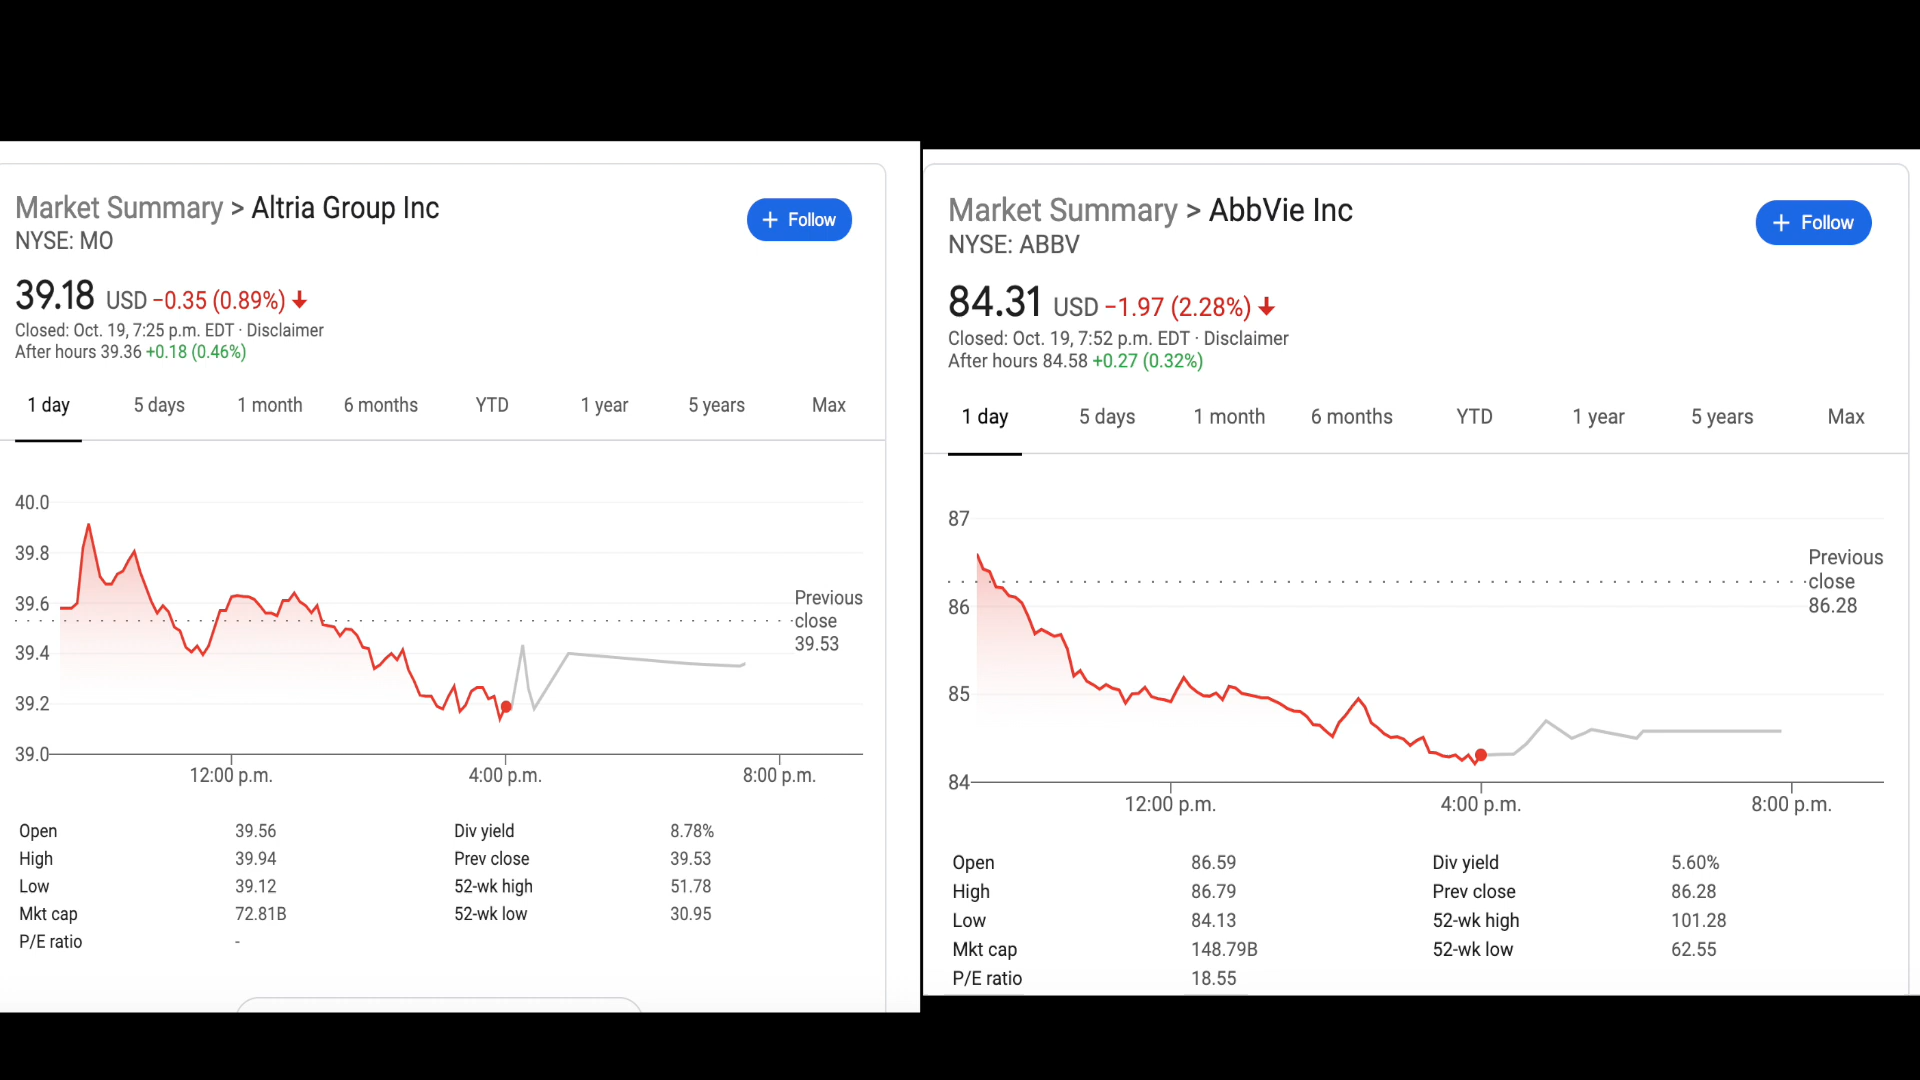 Market Summary > Altria Group Inc
NYSE: MO
+ Follow
39.18 USD −0.35 (0.89%)
Closed: Oct. 19, 7:25 p.m. EDT · Disclaimer
After hours 39.36 +0.18 (0.46%)
1 day 5 days 1 month 6 months YTD 1 year 5 years Max
40.0
39.8
39.6
39.4
39.2
39.0
Previous
close
39.53
12:00 p.m. 4:00 p.m. 8:00 p.m.
Open 39.56 Div yield 8.78%
High 39.94 Prev close 39.53
Low 39.12 52-wk high 51.78
Mkt cap 72.81B 52-wk low 30.95
P/E ratio -
Market Summary > AbbVie Inc
NYSE: ABBV
+ Follow
84.31 USD −1.97 (2.28%)
Closed: Oct. 19, 7:52 p.m. EDT · Disclaimer
After hours 84.58 +0.27 (0.32%)
1 day 5 days 1 month 6 months YTD 1 year 5 years Max
87
86
85
84
Previous
close
86.28
12:00 p.m. 4:00 p.m. 8:00 p.m.
Open 86.59 Div yield 5.60%
High 86.79 Prev close 86.28
Low 84.13 52-wk high 101.28
Mkt cap 148.79B 52-wk low 62.55
P/E ratio 18.55